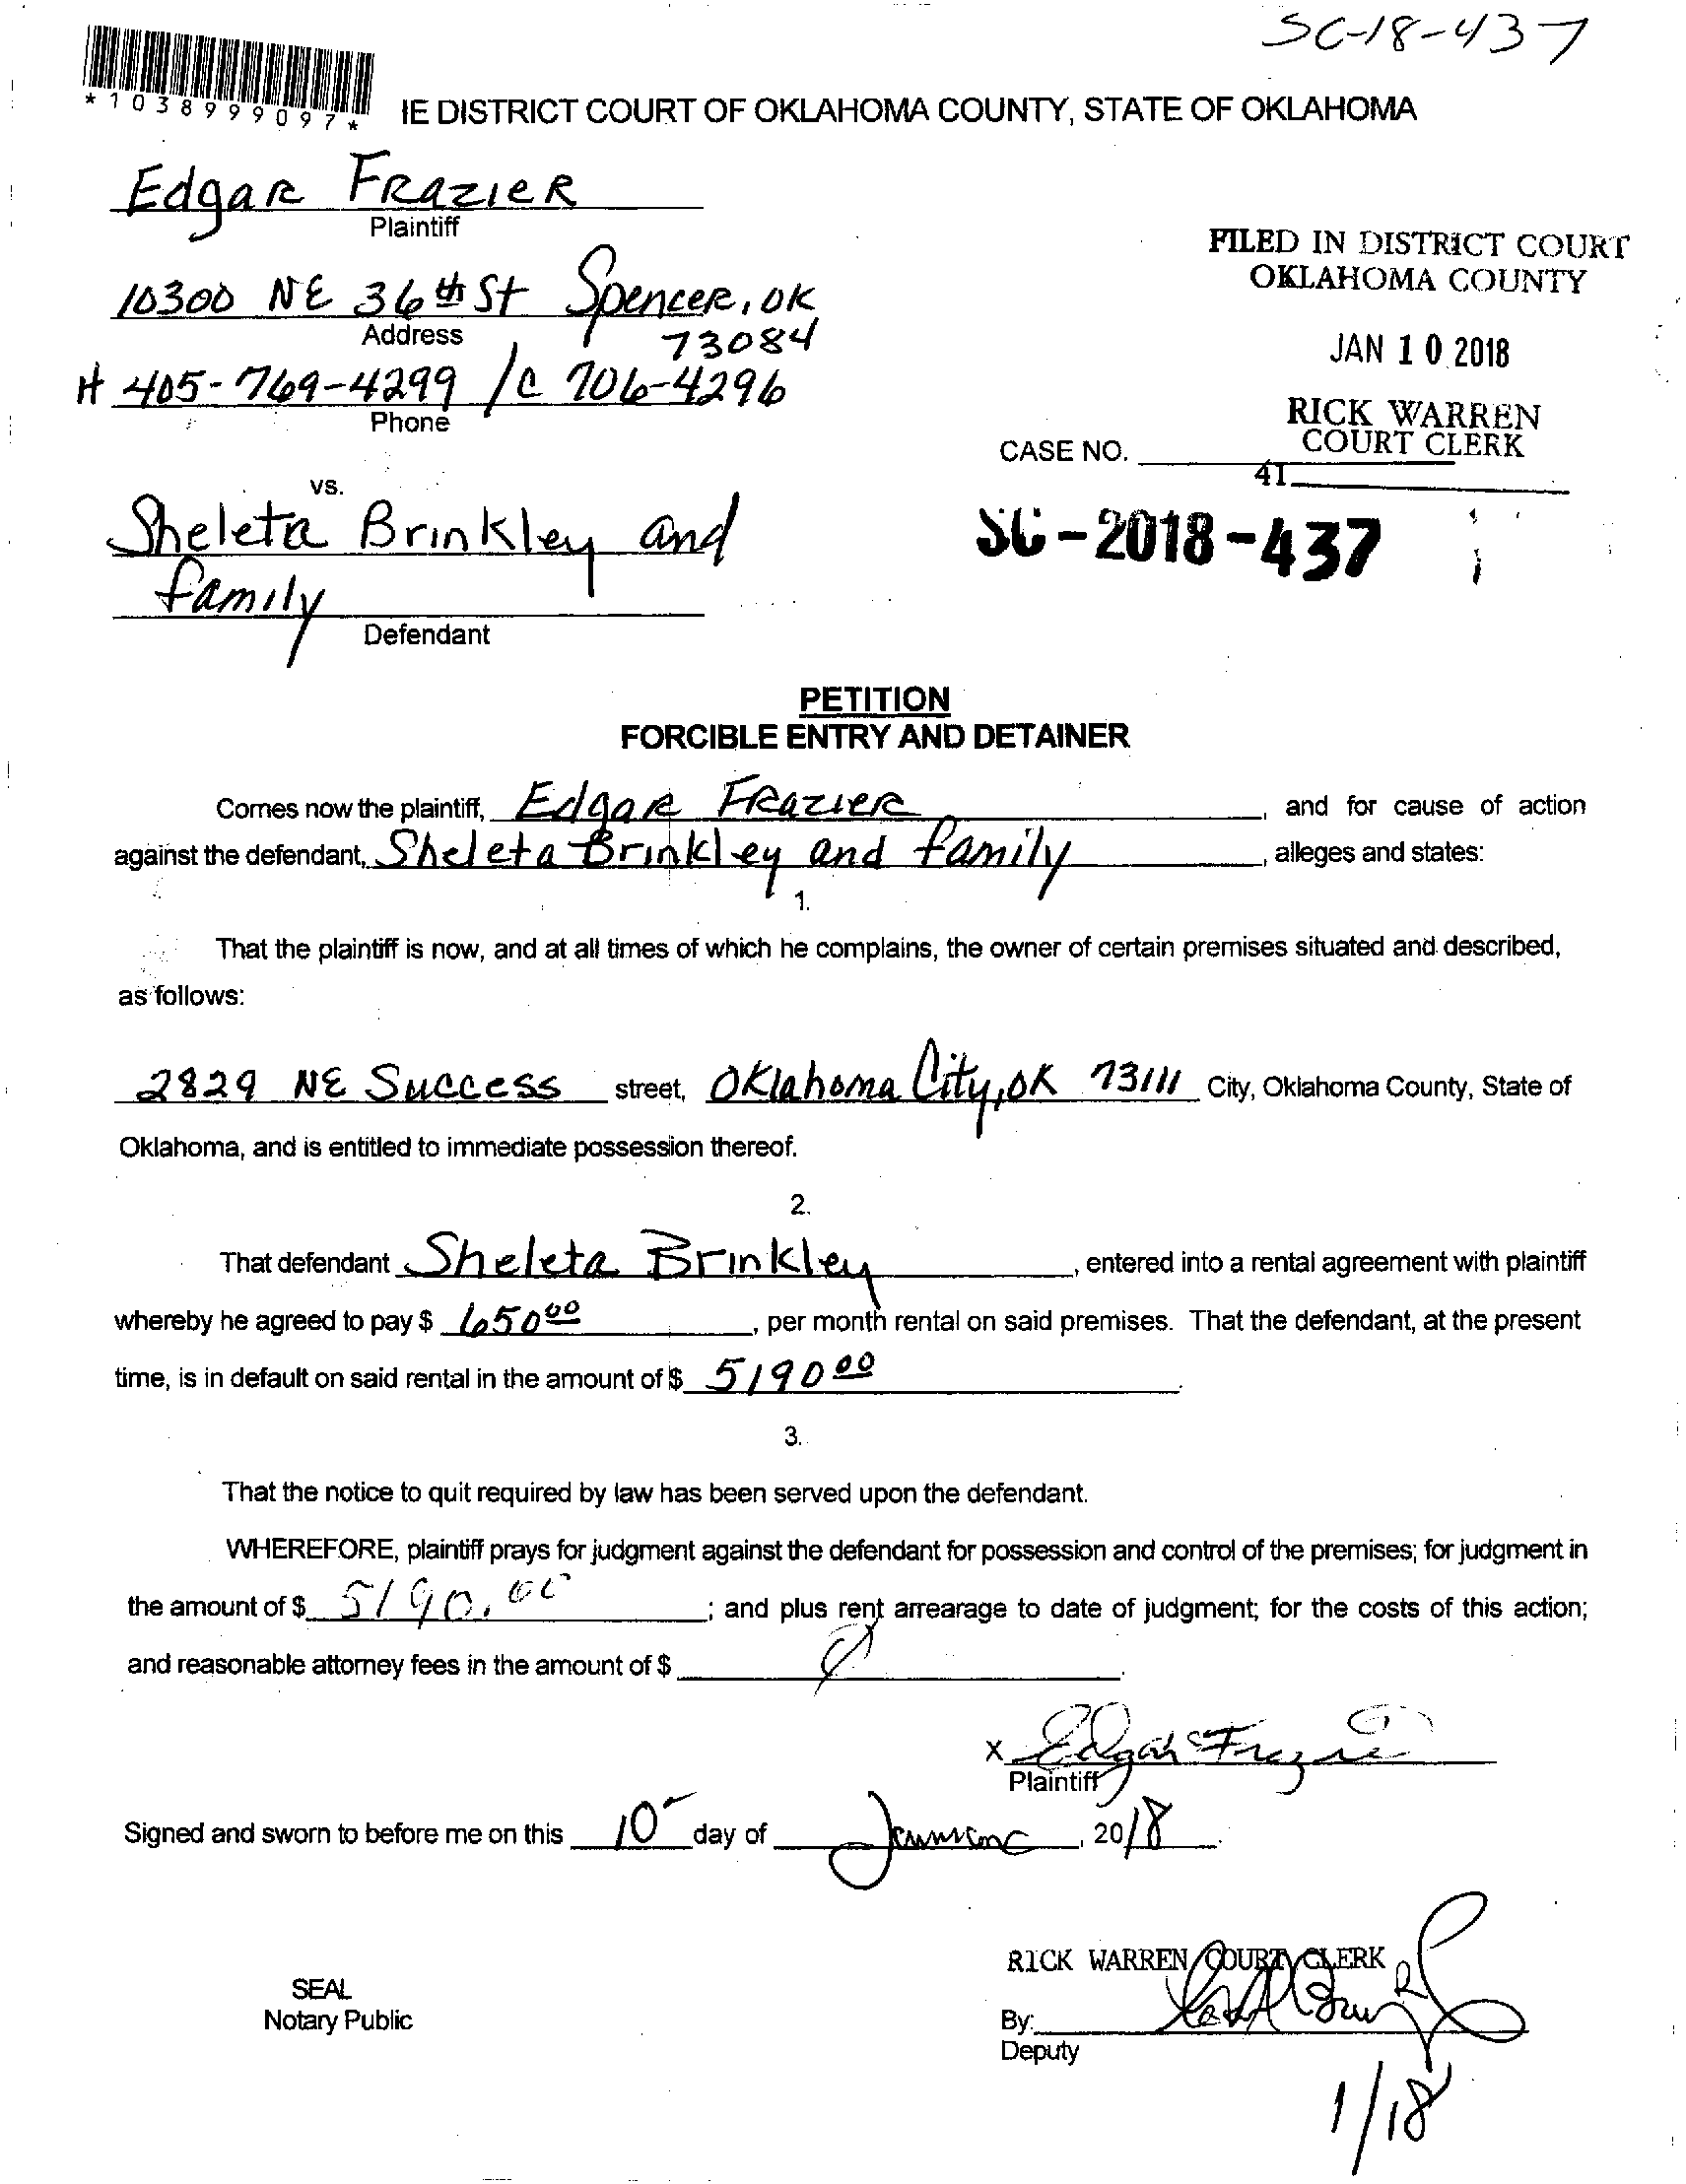 SC-18-437
*1038999097*
IE DISTRICT COURT OF OKLAHOMA COUNTY, STATE OF OKLAHOMA
Edgar Frazier
Plaintiff
10300 NE 36th St Spencer, OK
Address
73084
H 405-769-4299 / C 706-4296
Phone
FILED IN DISTRICT COURT
OKLAHOMA COUNTY
JAN 10 2018
RICK WARREN
COURT CLERK
CASE NO.
41
vs.
SC-2018-437
Sheleta Brinkley and
family
Defendant
PETITION
FORCIBLE ENTRY AND DETAINER
Comes now the plaintiff, Edgar Frazier, and for cause of action
against the defendant, Sheleta Brinkley and family, alleges and states:
1.
That the plaintiff is now, and at all times of which he complains, the owner of certain premises situated and described,
as follows:
2829 NE Success street, Oklahoma City, OK 73111 City, Oklahoma County, State of
Oklahoma, and is entitled to immediate possession thereof.
2.
That defendant Sheleta Brinkley, entered into a rental agreement with plaintiff
whereby he agreed to pay $ 650 00, per month rental on said premises. That the defendant, at the present
time, is in default on said rental in the amount of $ 5190 00.
3.
That the notice to quit required by law has been served upon the defendant.
WHEREFORE, plaintiff prays for judgment against the defendant for possession and control of the premises; for judgment in
the amount of $ 5190.00; and plus rent arrearage to date of judgment; for the costs of this action;
and reasonable attorney fees in the amount of $
x Edgar Frazier
Plaintiff
Signed and sworn to before me on this 10 day of January, 2018.
RICK WARREN COURT CLERK
SEAL
Notary Public
By:
Deputy
1/18